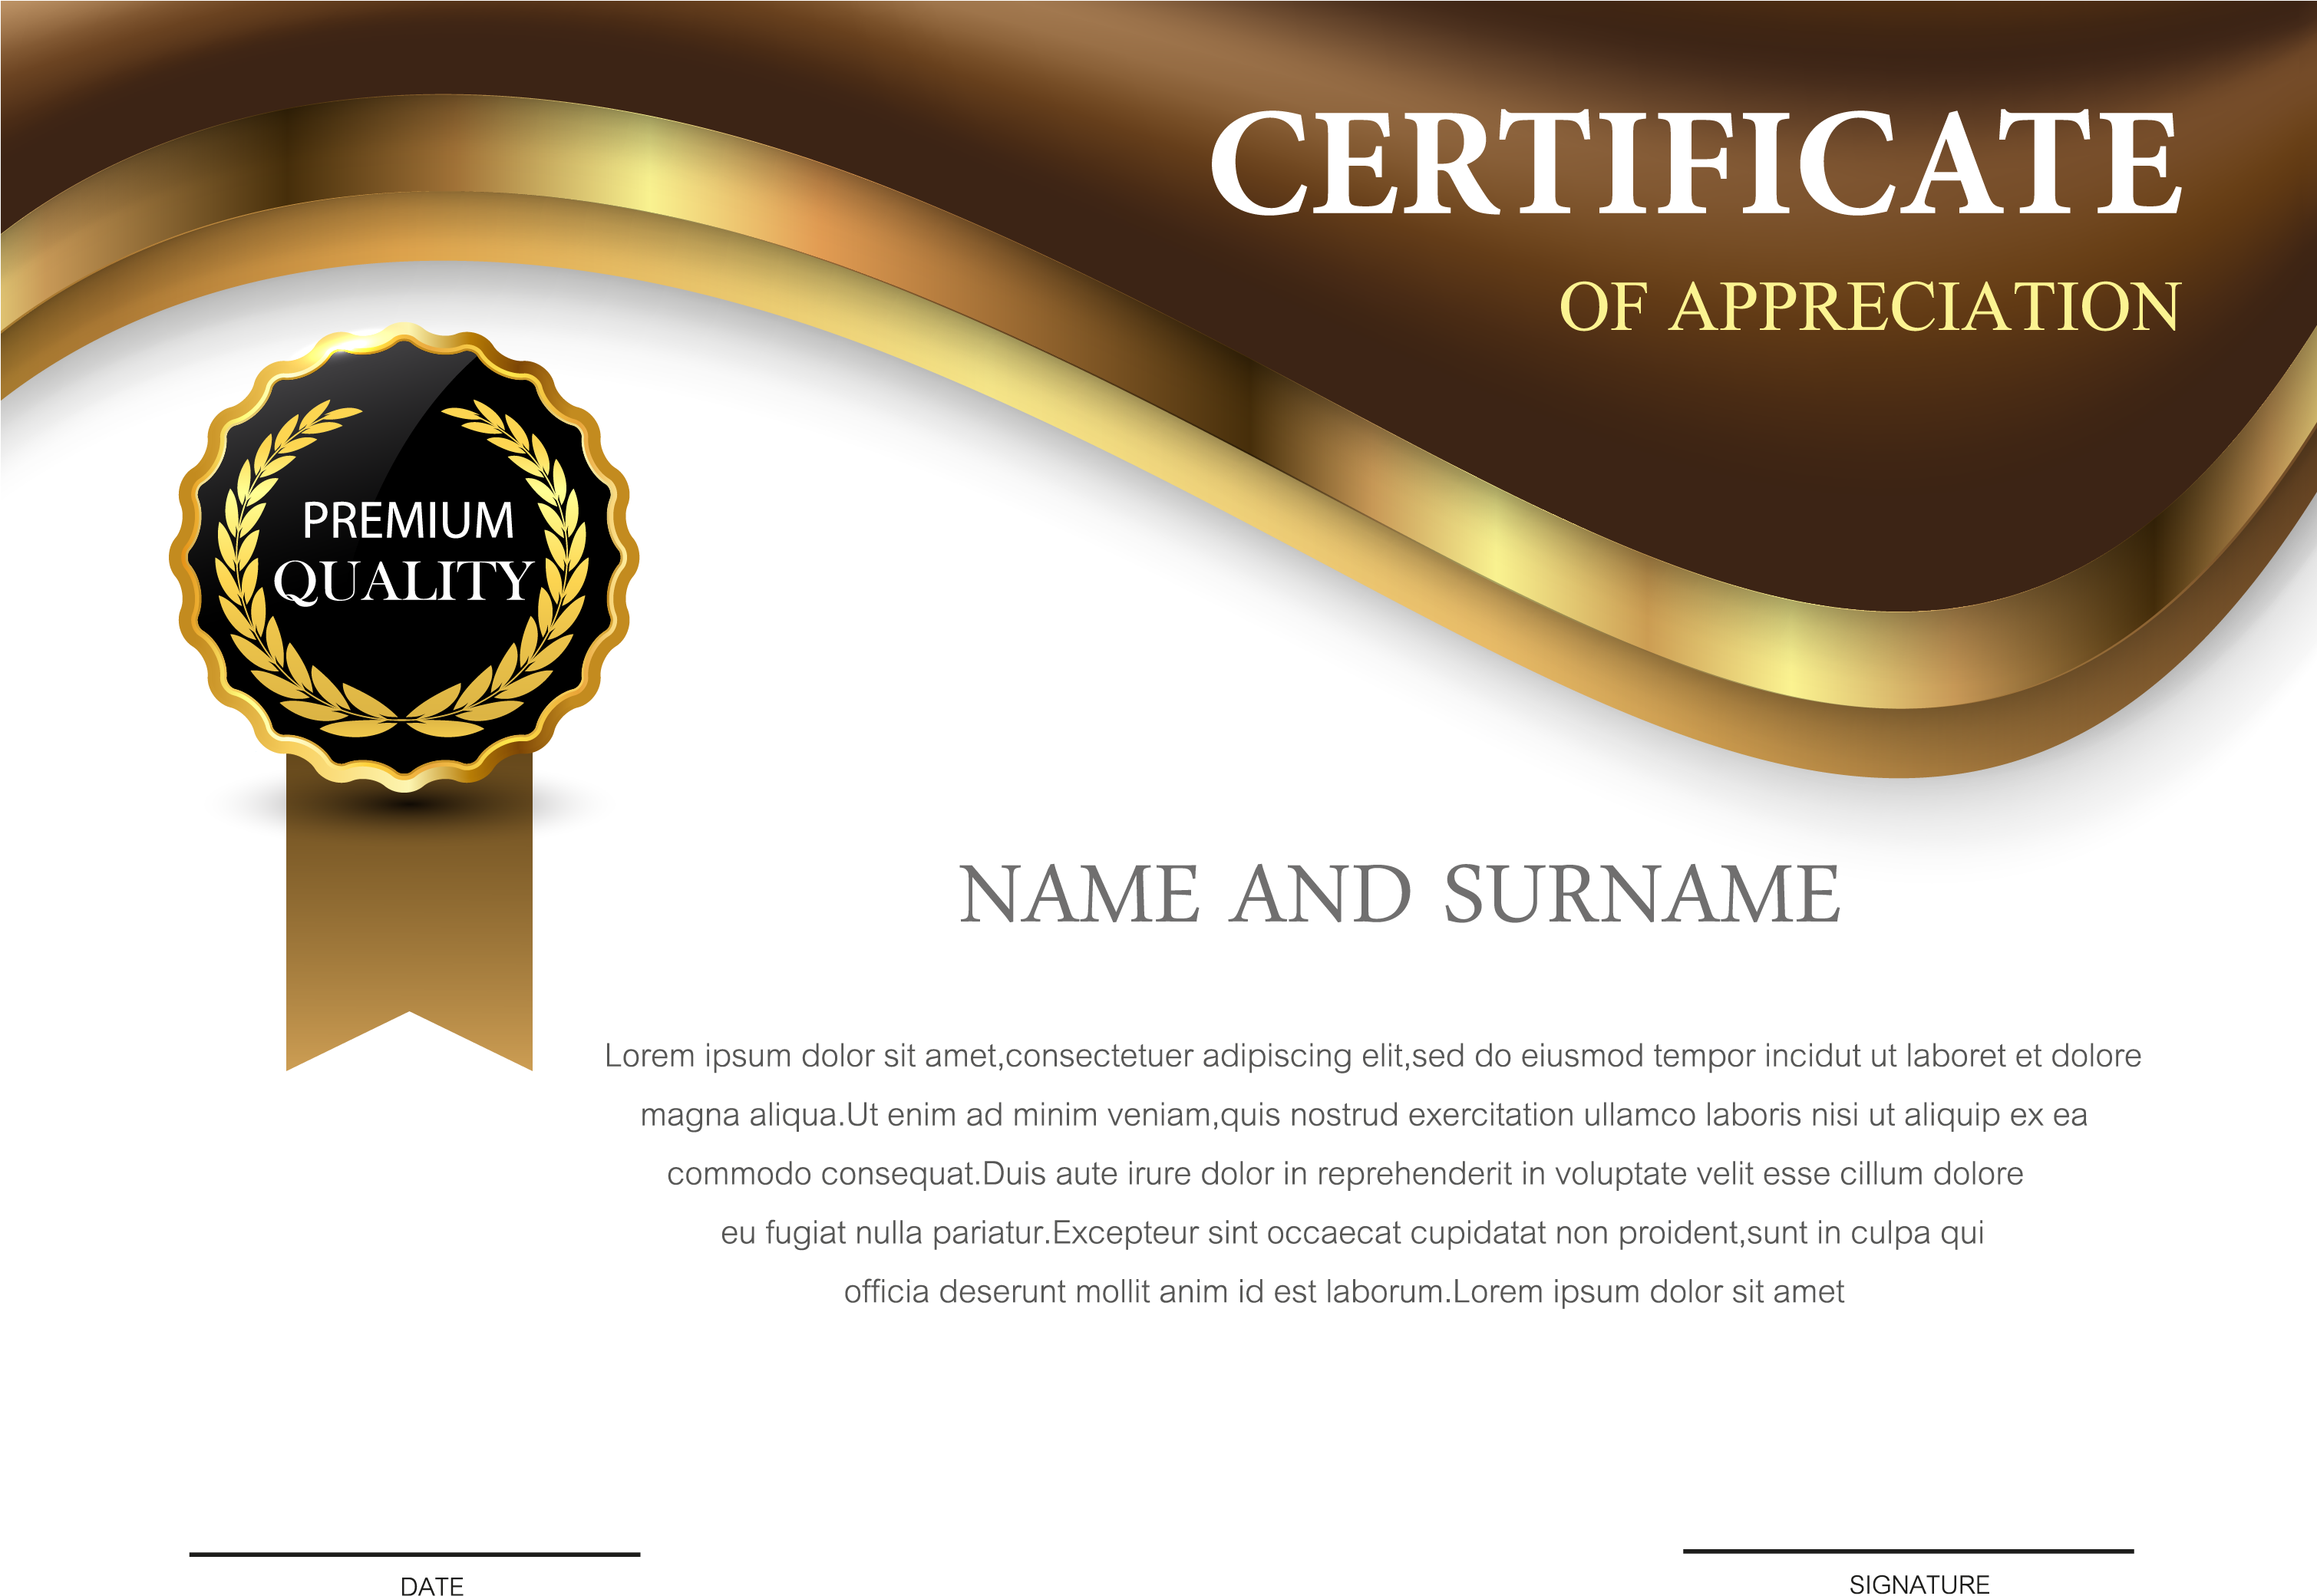 CERTIFICATE
OF APPRECIATION
PREMIUM
QUALITY
NAME AND SURNAME
Lorem ipsum dolor sit amet,consectetuer adipiscing elit,sed do eiusmod tempor incidut ut laboret et dolore
magna aliqua.Ut enim ad minim veniam,quis nostrud exercitation ullamco laboris nisi ut aliquip ex ea
commodo consequat.Duis aute irure dolor in reprehenderit in voluptate velit esse cillum dolore
eu fugiat nulla pariatur.Excepteur sint occaecat cupidatat non proident,sunt in culpa qui
officia deserunt mollit anim id est laborum.Lorem ipsum dolor sit amet
DATE
SIGNATURE